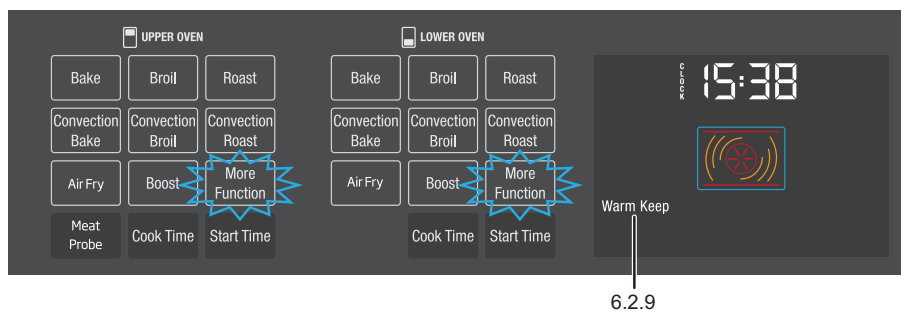 UPPER OVEN
Bake Broil Roast
Convection Bake Convection Broil Convection Roast
Air Fry Boost More Function
Meat Probe Cook Time Start Time
LOWER OVEN
Bake Broil Roast
Convection Bake Convection Broil Convection Roast
Air Fry Boost More Function
Cook Time Start Time
CLOCK 15:38
Warm Keep
6.2.9